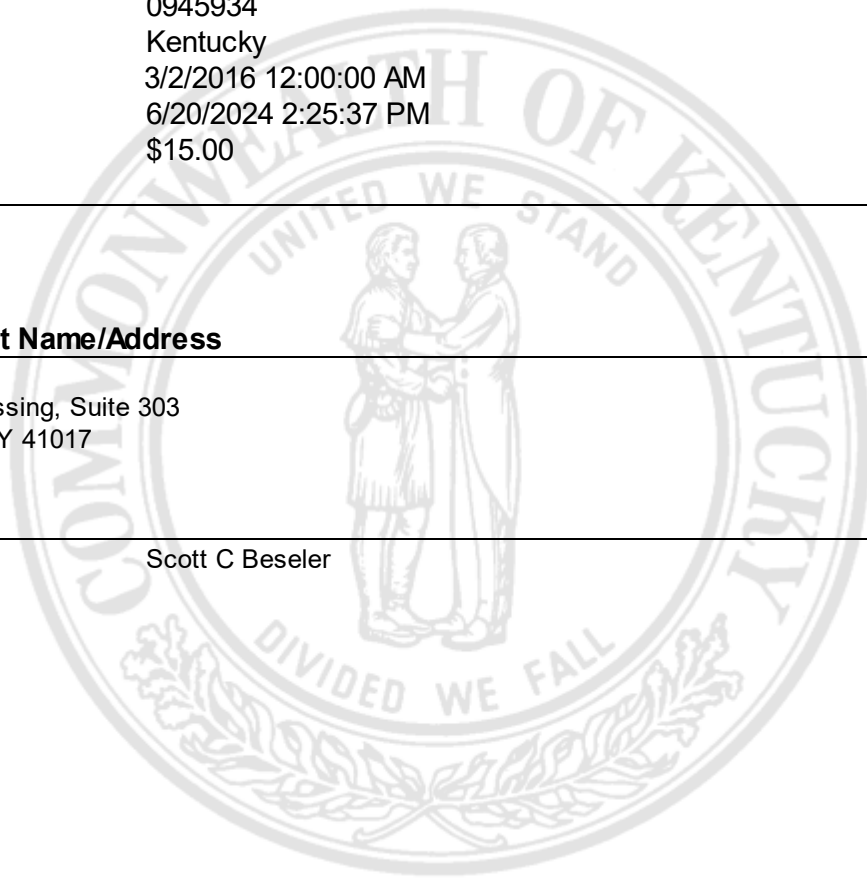 0945934
Kentucky
3/2/2016 12:00:00 AM
6/20/2024 2:25:37 PM
$15.00
COMMONWEALTH OF KENTUCKY
UNITED WE STAND
t Name/Address
ssing, Suite 303
Y 41017
Scott C Beseler
DIVIDED WE FALL